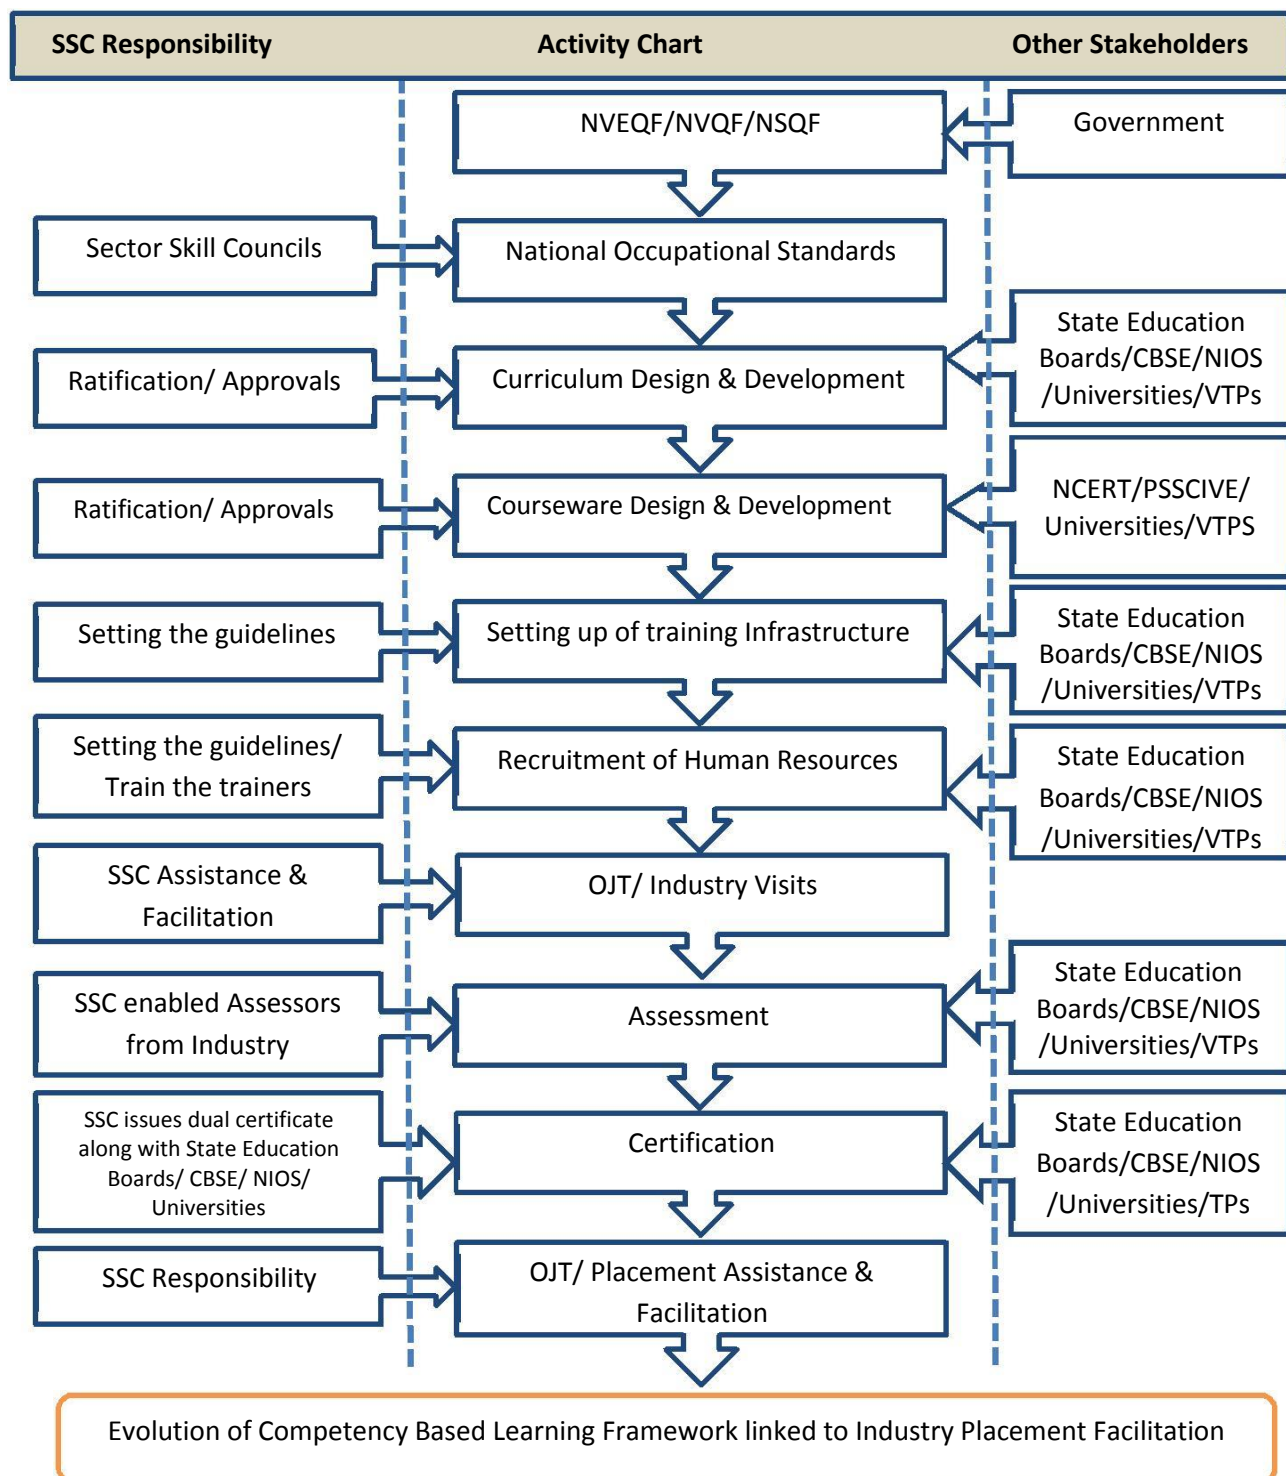 SSC Responsibility
Activity Chart
Other Stakeholders
NVEQF/NVQF/NSQF
Government
Sector Skill Councils
National Occupational Standards
Ratification/ Approvals
Curriculum Design & Development
State Education
Boards/CBSE/NIOS
/Universities/VTPs
Ratification/ Approvals
Courseware Design & Development
NCERT/PSSCIVE/
Universities/VTPS
Setting the guidelines
Setting up of training Infrastructure
State Education
Boards/CBSE/NIOS
/Universities/VTPs
Setting the guidelines/
Train the trainers
Recruitment of Human Resources
State Education
Boards/CBSE/NIOS
/Universities/VTPs
SSC Assistance &
Facilitation
OJT/ Industry Visits
SSC enabled Assessors
from Industry
Assessment
State Education
Boards/CBSE/NIOS
/Universities/VTPs
SSC issues dual certificate
along with State Education
Boards/ CBSE/ NIOS/
Universities
Certification
State Education
Boards/CBSE/NIOS
/Universities/TPs
SSC Responsibility
OJT/ Placement Assistance &
Facilitation
Evolution of Competency Based Learning Framework linked to Industry Placement Facilitation